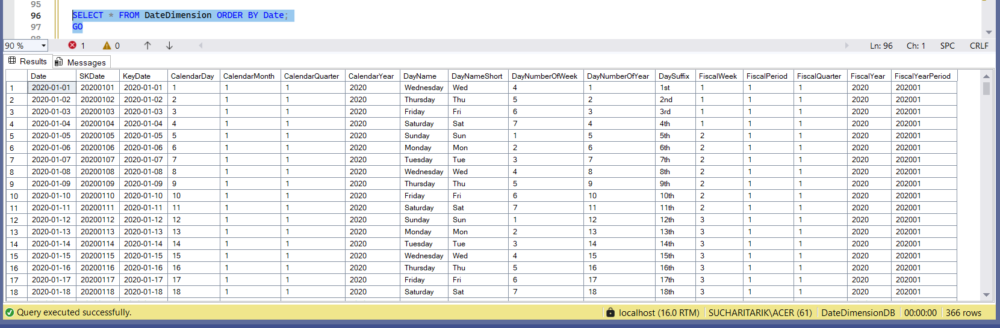 95
96 SELECT * FROM DateDimension ORDER BY Date;
97 GO
98
90 % 1 0 Ln: 96 Ch: 1 SPC CRLF
Results Messages
Date SKDate KeyDate CalendarDay CalendarMonth CalendarQuarter CalendarYear DayName DayNameShort DayNumberOfWeek DayNumberOfYear DaySuffix FiscalWeek FiscalPeriod FiscalQuarter FiscalYear FiscalYearPeriod
1 2020-01-01 20200101 2020-01-01 1 1 1 2020 Wednesday Wed 4 1 1st 1 1 1 2020 202001
2 2020-01-02 20200102 2020-01-02 2 1 1 2020 Thursday Thu 5 2 2nd 1 1 1 2020 202001
3 2020-01-03 20200103 2020-01-03 3 1 1 2020 Friday Fri 6 3 3rd 1 1 1 2020 202001
4 2020-01-04 20200104 2020-01-04 4 1 1 2020 Saturday Sat 7 4 4th 1 1 1 2020 202001
5 2020-01-05 20200105 2020-01-05 5 1 1 2020 Sunday Sun 1 5 5th 2 1 1 2020 202001
6 2020-01-06 20200106 2020-01-06 6 1 1 2020 Monday Mon 2 6 6th 2 1 1 2020 202001
7 2020-01-07 20200107 2020-01-07 7 1 1 2020 Tuesday Tue 3 7 7th 2 1 1 2020 202001
8 2020-01-08 20200108 2020-01-08 8 1 1 2020 Wednesday Wed 4 8 8th 2 1 1 2020 202001
9 2020-01-09 20200109 2020-01-09 9 1 1 2020 Thursday Thu 5 9 9th 2 1 1 2020 202001
10 2020-01-10 20200110 2020-01-10 10 1 1 2020 Friday Fri 6 10 10th 2 1 1 2020 202001
11 2020-01-11 20200111 2020-01-11 11 1 1 2020 Saturday Sat 7 11 11th 2 1 1 2020 202001
12 2020-01-12 20200112 2020-01-12 12 1 1 2020 Sunday Sun 1 12 12th 3 1 1 2020 202001
13 2020-01-13 20200113 2020-01-13 13 1 1 2020 Monday Mon 2 13 13th 3 1 1 2020 202001
14 2020-01-14 20200114 2020-01-14 14 1 1 2020 Tuesday Tue 3 14 14th 3 1 1 2020 202001
15 2020-01-15 20200115 2020-01-15 15 1 1 2020 Wednesday Wed 4 15 15th 3 1 1 2020 202001
16 2020-01-16 20200116 2020-01-16 16 1 1 2020 Thursday Thu 5 16 16th 3 1 1 2020 202001
17 2020-01-17 20200117 2020-01-17 17 1 1 2020 Friday Fri 6 17 17th 3 1 1 2020 202001
18 2020-01-18 20200118 2020-01-18 18 1 1 2020 Saturday Sat 7 18 18th 3 1 1 2020 202001
Query executed successfully. localhost (16.0 RTM) SUCHARITARIK\ACER (61) DateDimensionDB 00:00:00 366 rows